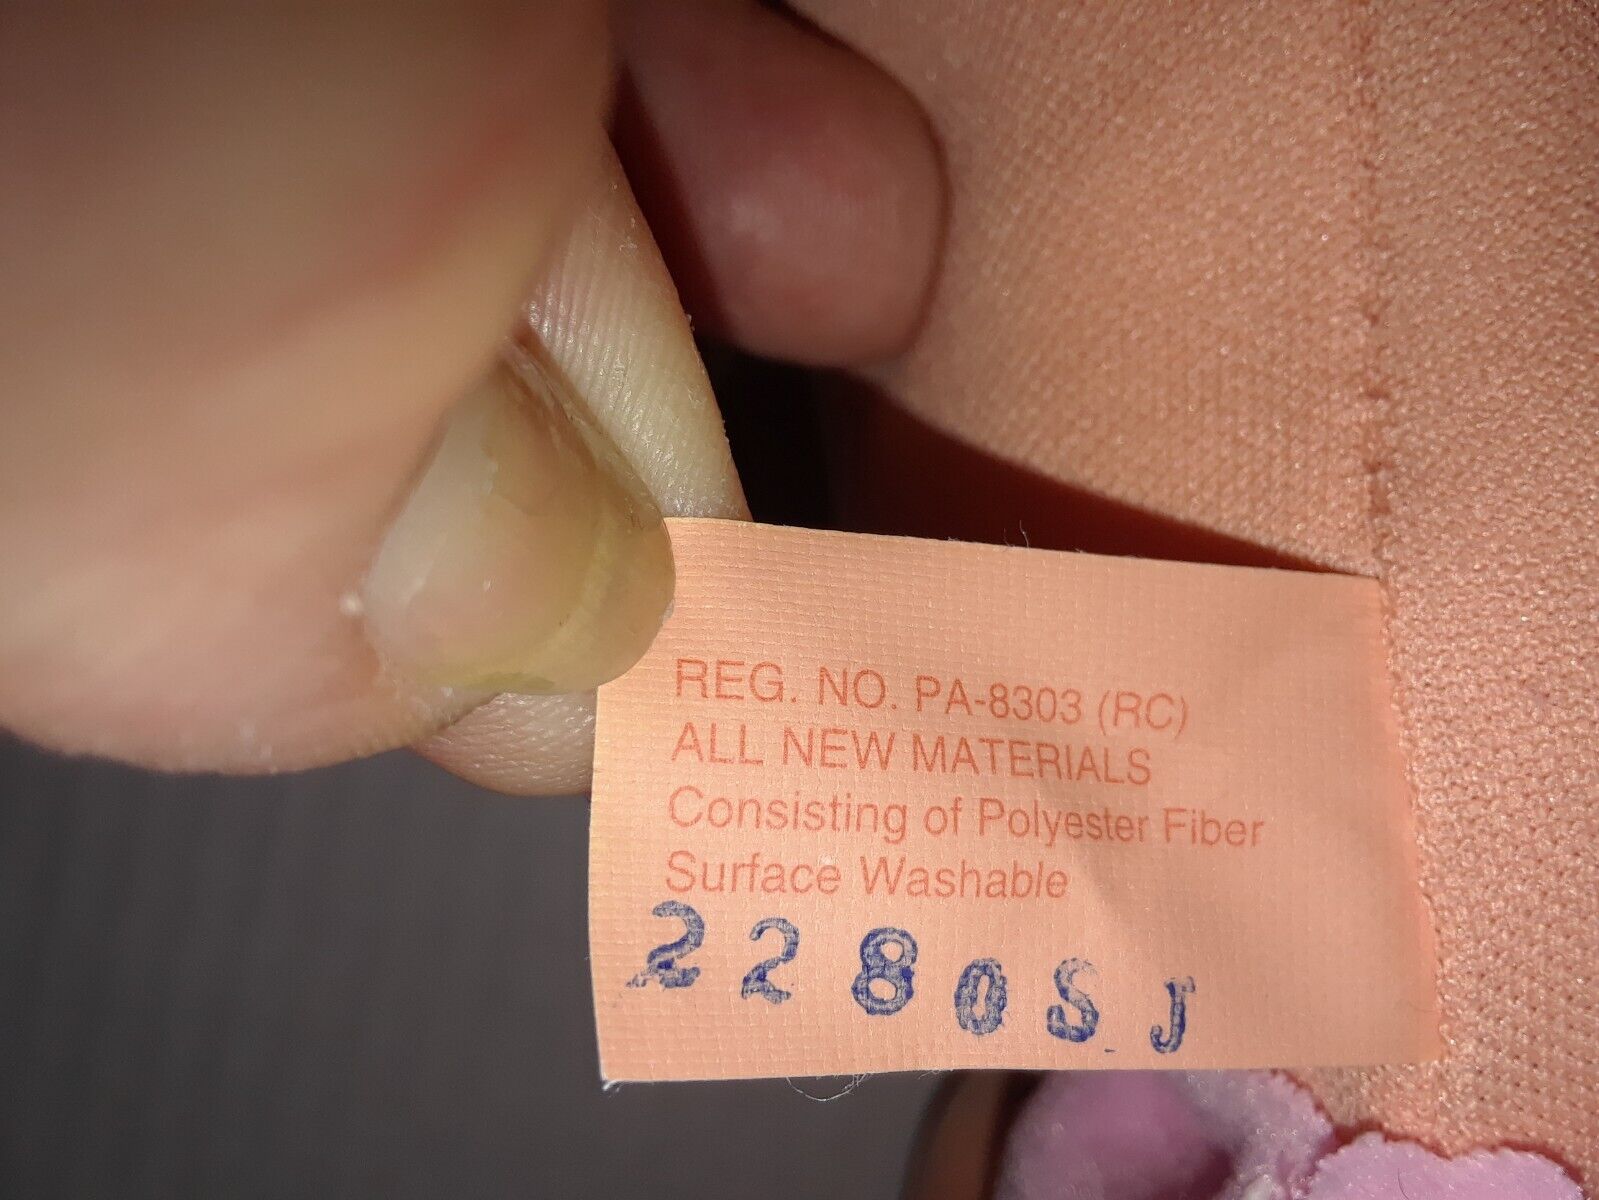 REG. NO. PA-8303 (RC)
ALL NEW MATERIALS
Consisting of Polyester Fiber
Surface Washable
2280SJ